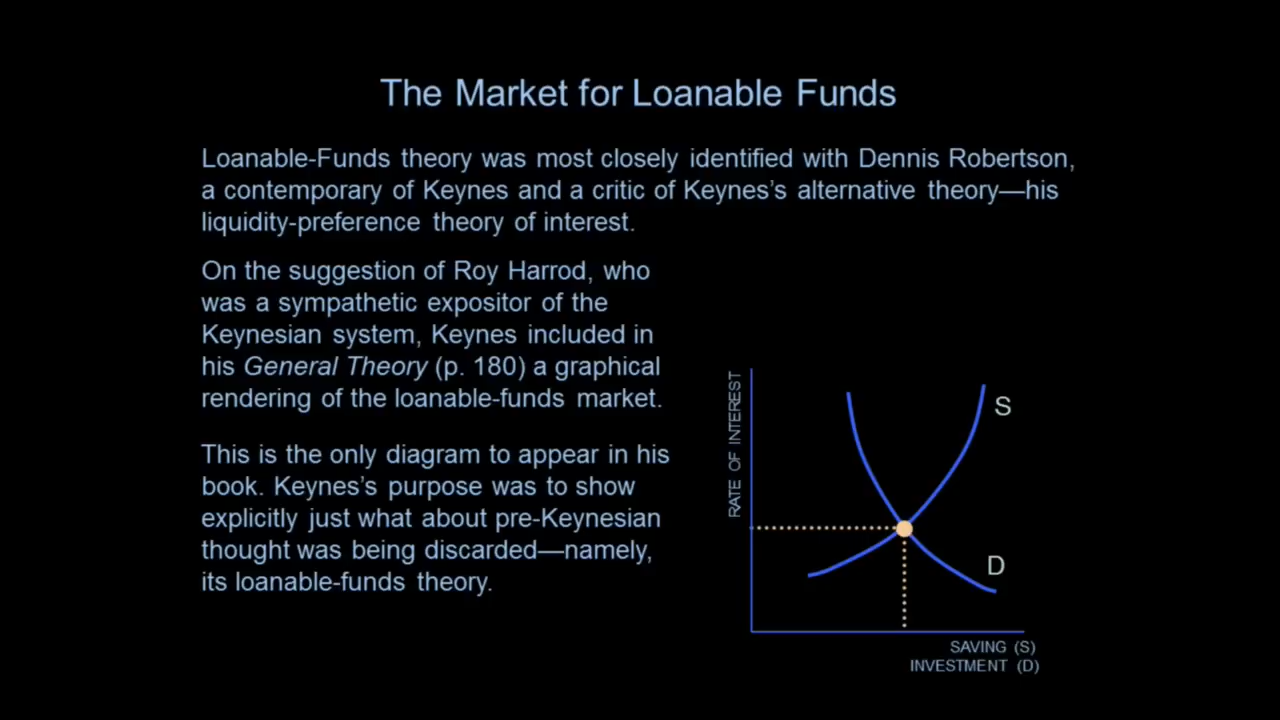 The Market for Loanable Funds
Loanable-Funds theory was most closely identified with Dennis Robertson,
a contemporary of Keynes and a critic of Keynes’s alternative theory—his
liquidity-preference theory of interest.
On the suggestion of Roy Harrod, who
was a sympathetic expositor of the
Keynesian system, Keynes included in
his General Theory (p. 180) a graphical
rendering of the loanable-funds market.
This is the only diagram to appear in his
book. Keynes’s purpose was to show
explicitly just what about pre-Keynesian
thought was being discarded—namely,
its loanable-funds theory.
RATE OF INTEREST
S
D
SAVING (S)
INVESTMENT (D)